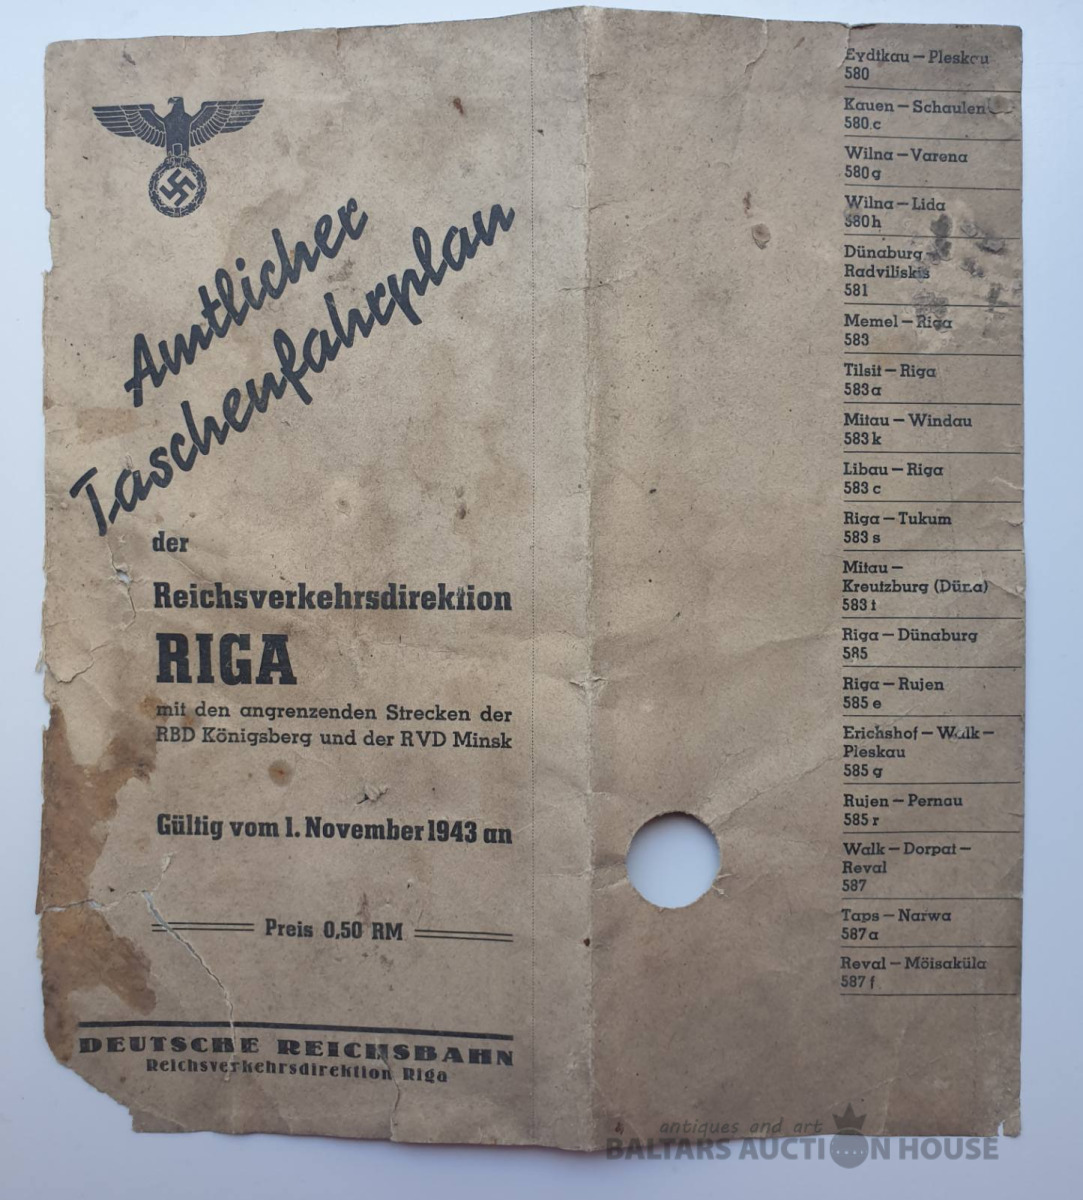 Amtlicher
Taschenfahrplan
der
Reichsverkehrsdirektion
RIGA
mit den angrenzenden Strecken der
RBD Königsberg und der RVD Minsk
Gültig vom 1. November 1943 an
Preis 0,50 RM
DEUTSCHE REICHSBAHN
Reichsverkehrsdirektion Riga
Eydtkau – Pleskau
580
Kauen – Schaulen
580 c
Wilna – Varena
580 g
Wilna – Lida
580 h
Dünaburg –
Radviliskis
581
Memel – Riga
583
Tilsit – Riga
583 a
Mitau – Windau
583 k
Libau – Riga
583 c
Riga – Tukum
583 s
Mitau –
Kreutzburg (Düna)
583 t
Riga – Dünaburg
585
Riga – Rujen
585 e
Erichshof – Walk –
Pleskau
585 g
Rujen – Pernau
585 r
Walk – Dorpat –
Reval
587
Taps – Narwa
587 a
Reval – Möisaküla
587 f
antiques and art
BALTARS AUCTION HOUSE